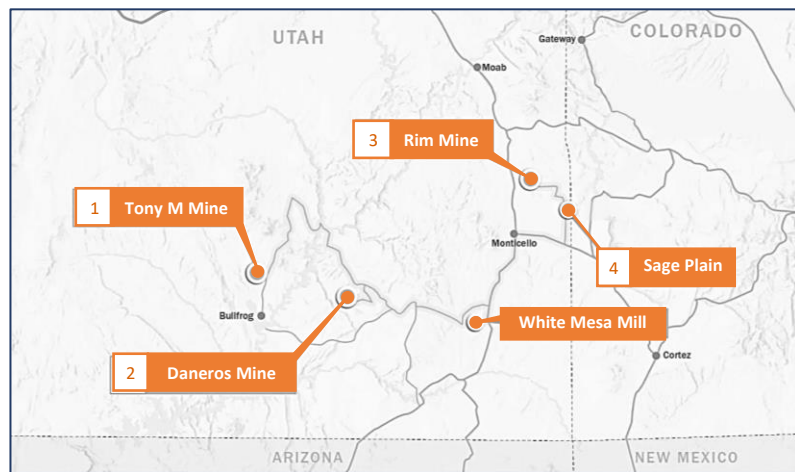 UTAH
COLORADO
Gateway
Moab
3 Rim Mine
1 Tony M Mine
Monticello
4 Sage Plain
Bullfrog
White Mesa Mill
2 Daneros Mine
Cortez
ARIZONA
NEW MEXICO